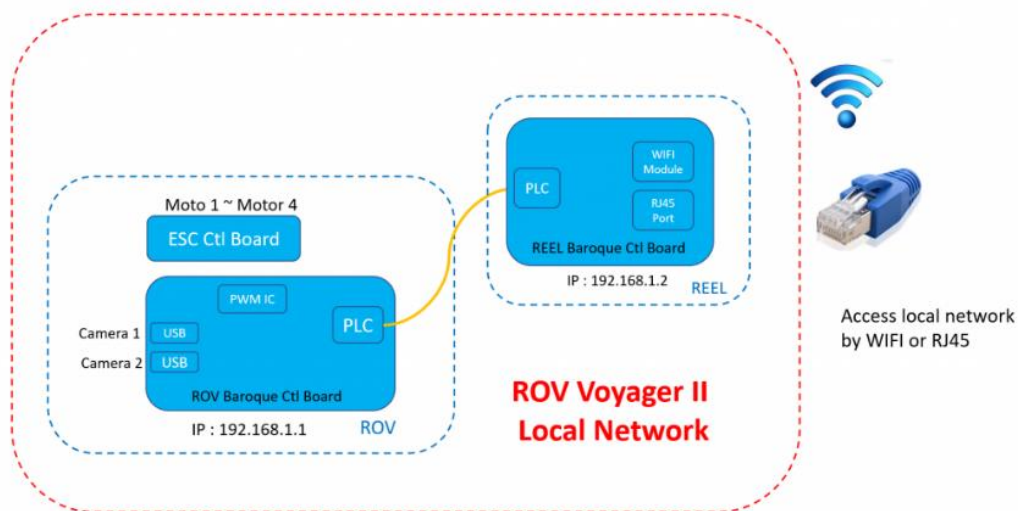 Moto 1 ~ Motor 4
ESC Ctl Board
PWM IC
PLC
Camera 1
USB
Camera 2
USB
ROV Baroque Ctl Board
IP : 192.168.1.1
ROV
PLC
WIFI
Module
RJ45
Port
REEL Baroque Ctl Board
IP : 192.168.1.2
REEL
ROV Voyager II
Local Network
Access local network
by WIFI or RJ45